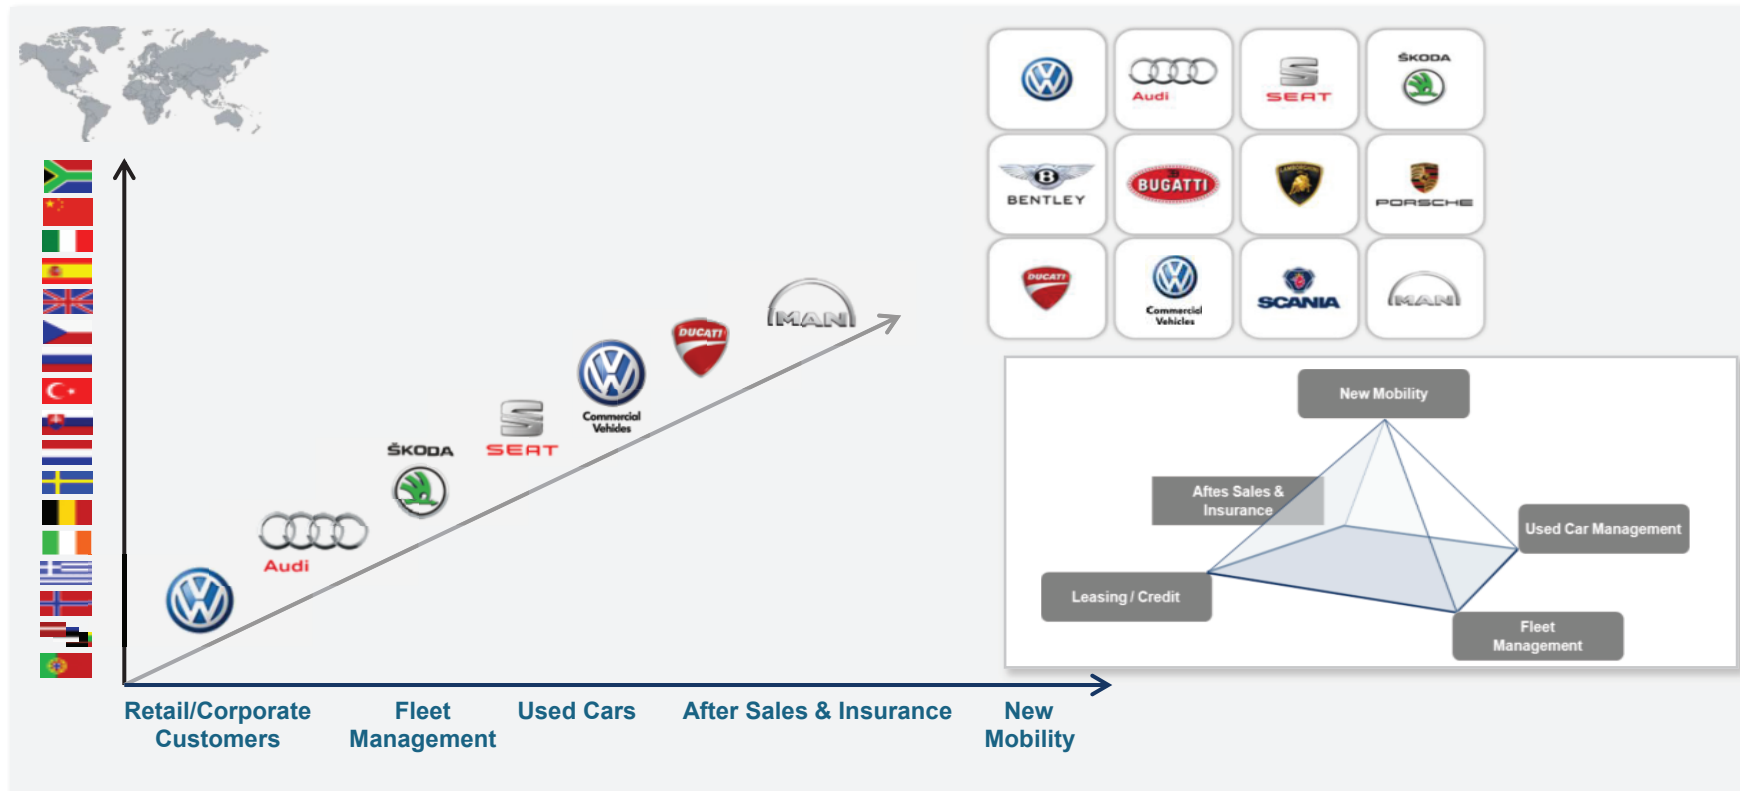 ŠKODA
Audi
SEAT
BENTLEY
BUGATTI
LAMBORGHINI
PORSCHE
DUCATI
Commercial
Vehicles
SCANIA
MAN
MAN
DUCATI
Commercial
Vehicles
SEAT
ŠKODA
Audi
New Mobility
Aftes Sales &
Insurance
Used Car Management
Leasing / Credit
Fleet
Management
Retail/Corporate
Customers
Fleet
Management
Used Cars
After Sales & Insurance
New
Mobility